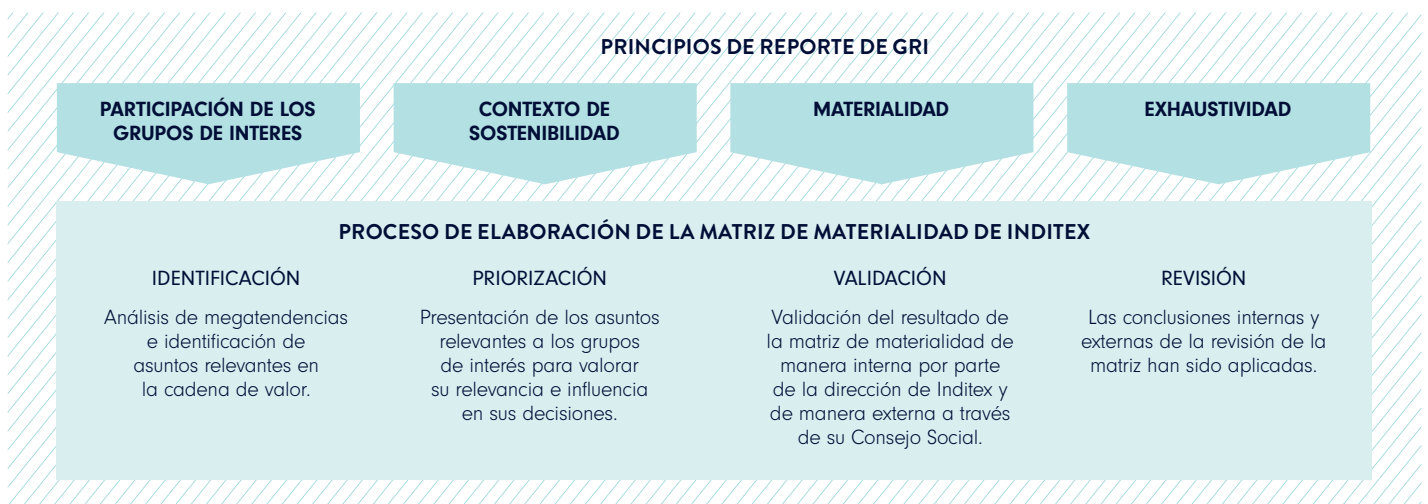 PRINCIPIOS DE REPORTE DE GRI
PARTICIPACIÓN DE LOS
GRUPOS DE INTERES
CONTEXTO DE
SOSTENIBILIDAD
MATERIALIDAD
EXHAUSTIVIDAD
PROCESO DE ELABORACIÓN DE LA MATRIZ DE MATERIALIDAD DE INDITEX
IDENTIFICACIÓN
Análisis de megatendencias
e identificación de
asuntos relevantes en
la cadena de valor.
PRIORIZACIÓN
Presentación de los asuntos
relevantes a los grupos
de interés para valorar
su relevancia e influencia
en sus decisiones.
VALIDACIÓN
Validación del resultado de
la matriz de materialidad de
manera interna por parte
de la dirección de Inditex y
de manera externa a través
de su Consejo Social.
REVISIÓN
Las conclusiones internas y
externas de la revisión de la
matriz han sido aplicadas.